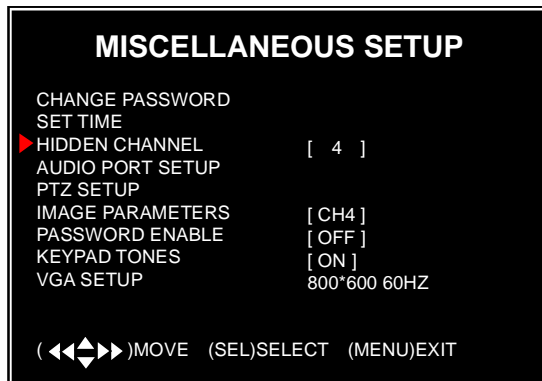 MISCELLANEOUS SETUP
CHANGE PASSWORD
SET TIME
HIDDEN CHANNEL [ 4 ]
AUDIO PORT SETUP
PTZ SETUP
IMAGE PARAMETERS [ CH4 ]
PASSWORD ENABLE [ OFF ]
KEYPAD TONES [ ON ]
VGA SETUP 800*600 60HZ
( )MOVE (SEL)SELECT (MENU)EXIT